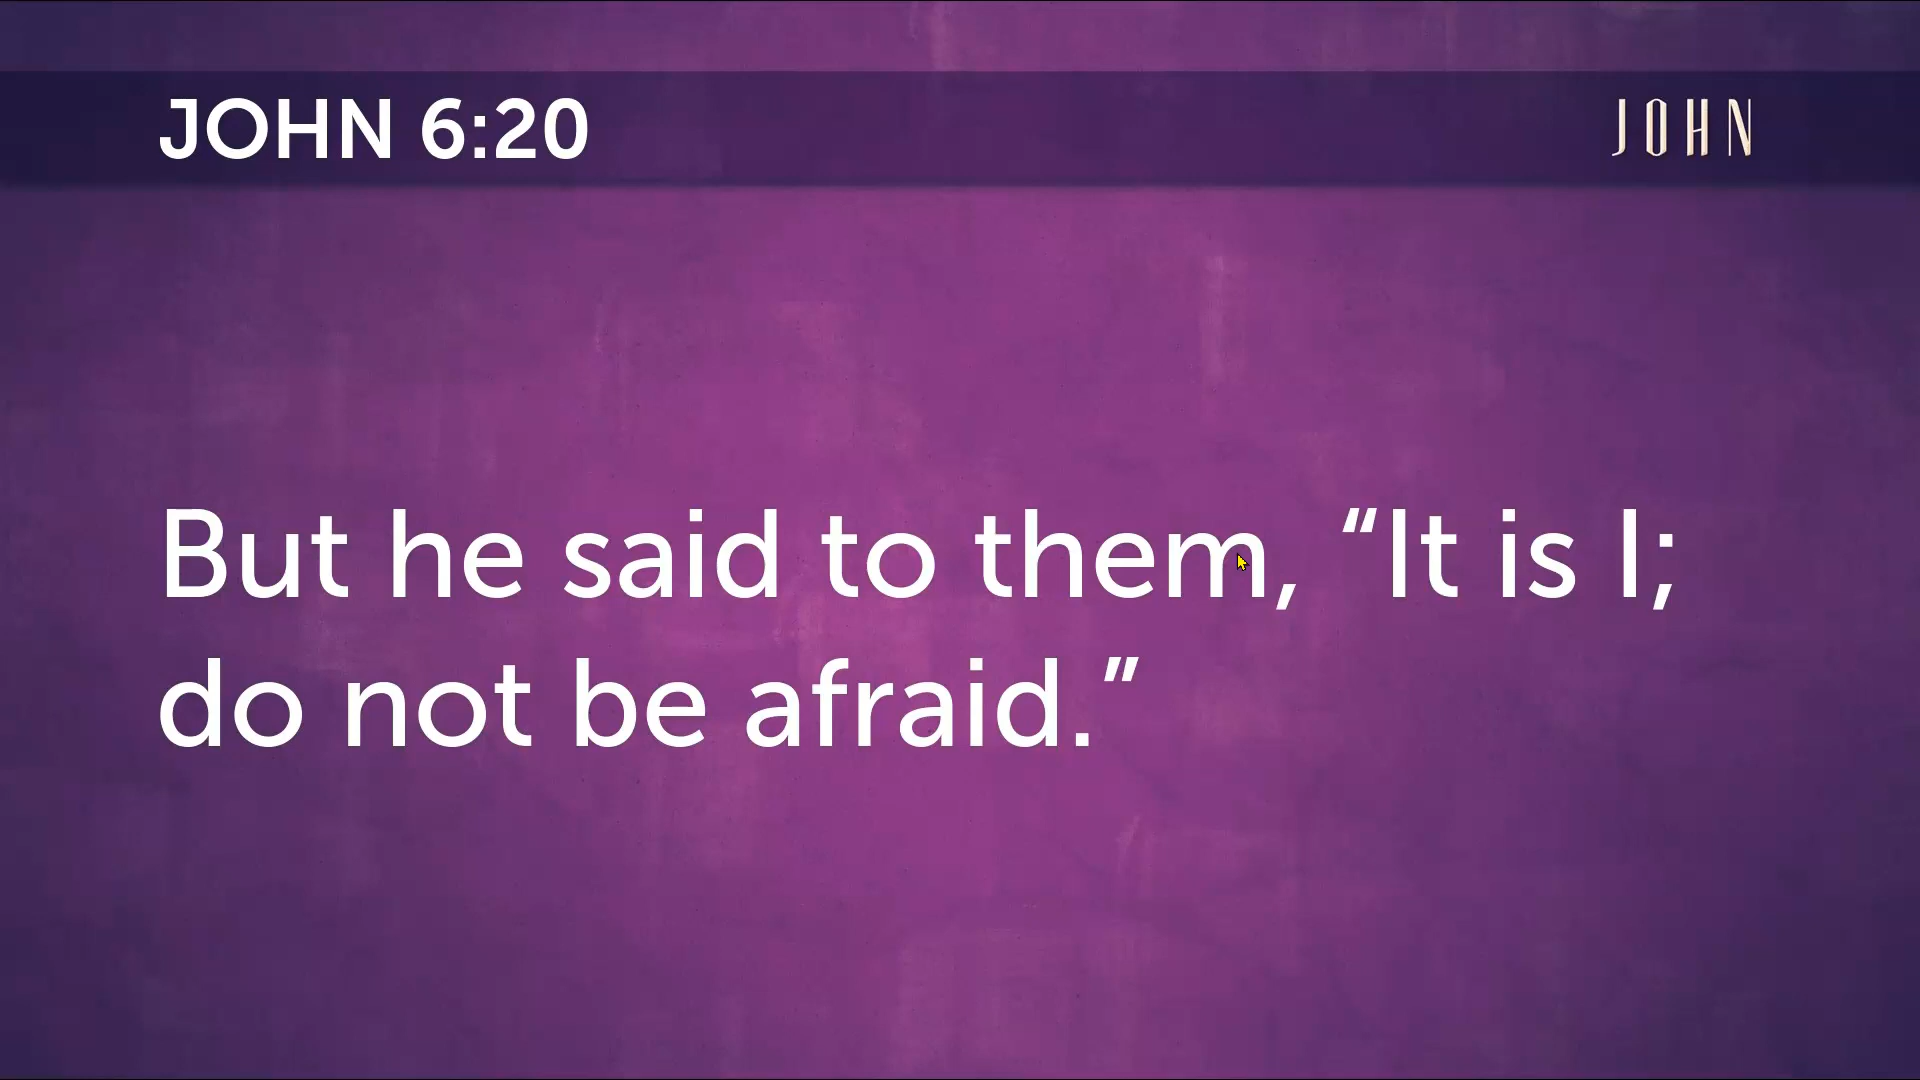 JOHN 6:20
JOHN
But he said to them, “It is I;
do not be afraid.”